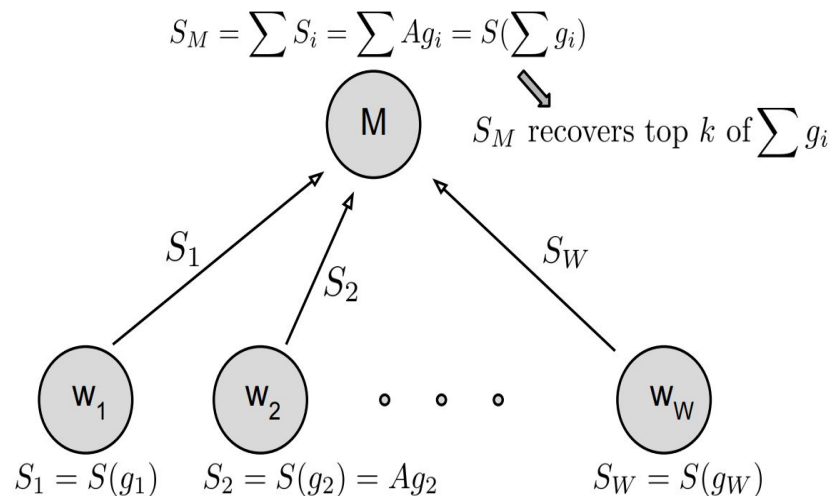 S_M = ∑ S_i = ∑ Ag_i = S(∑ g_i)
M
S_M recovers top k of ∑ g_i
S_1
S_2
S_W
w_1
w_2
w_W
S_1 = S(g_1)
S_2 = S(g_2) = Ag_2
S_W = S(g_W)